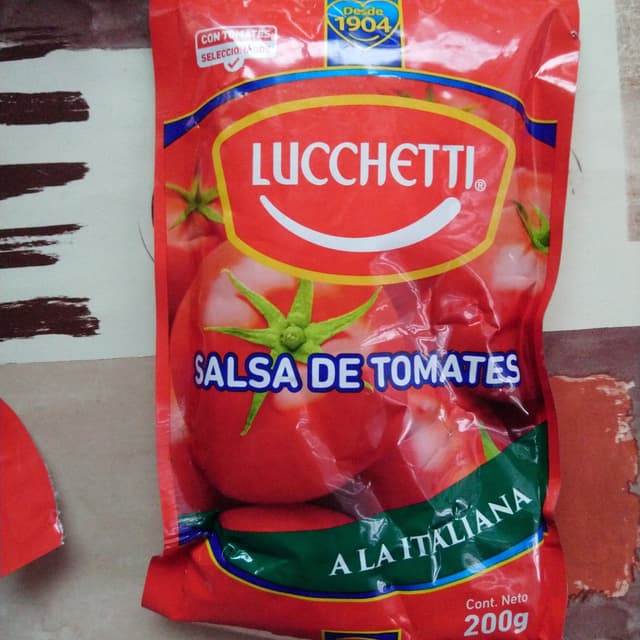 Desde
1904
CON TOMATES
SELECCIONADOS
LUCCHETTI®
SALSA DE TOMATES
A LA ITALIANA
Cont. Neto
200g